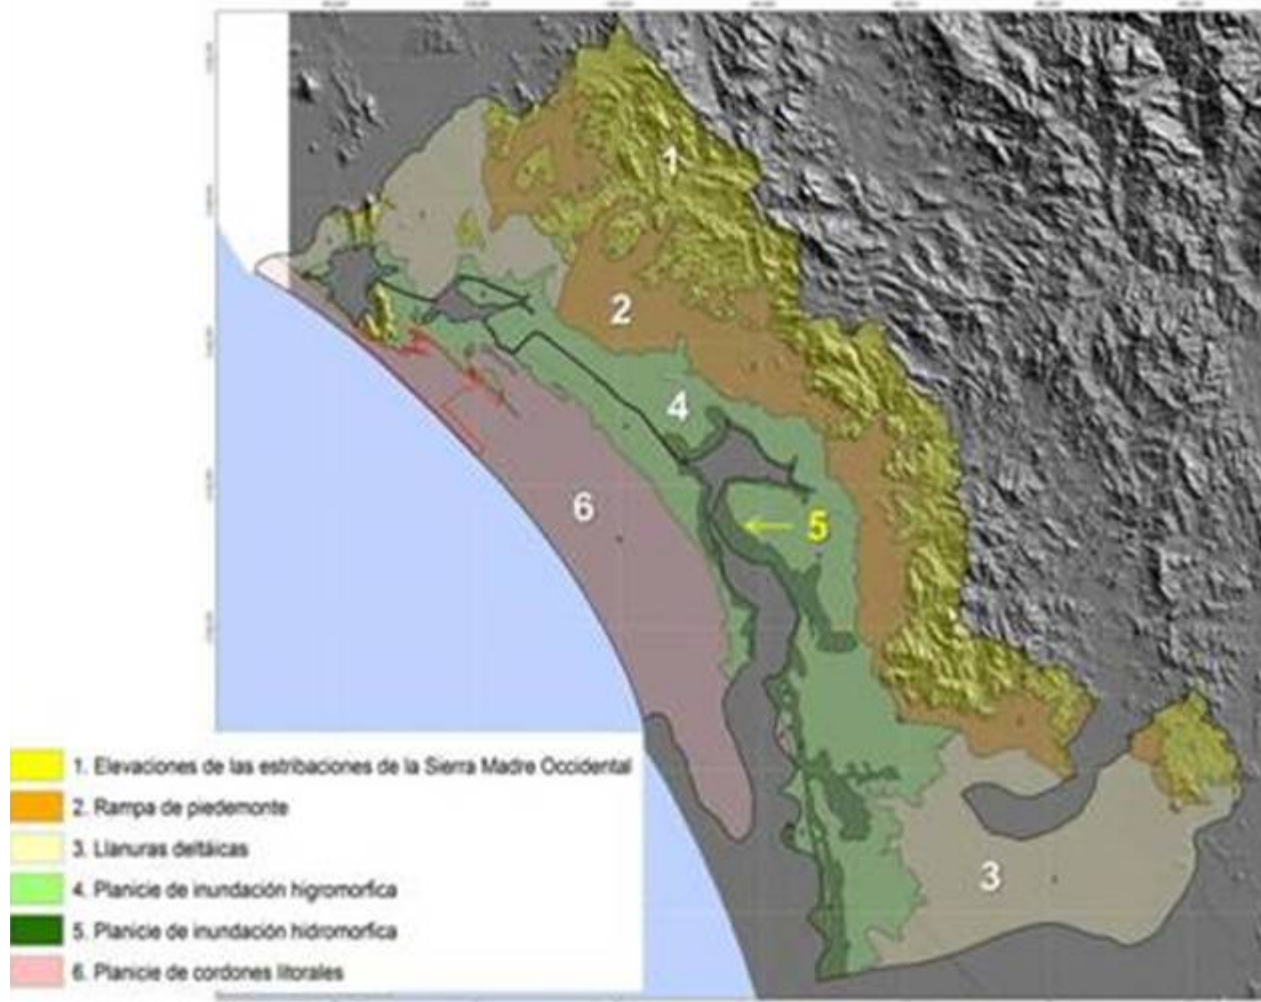 1
2
4
5
6
3
1. Elevaciones de las estribaciones de la Sierra Madre Occidental
2. Rampa de piedemonte
3. Llanuras deltáicas
4. Planicie de inundación higromorfica
5. Planicie de inundación hidromorfica
6. Planicie de cordones litorales